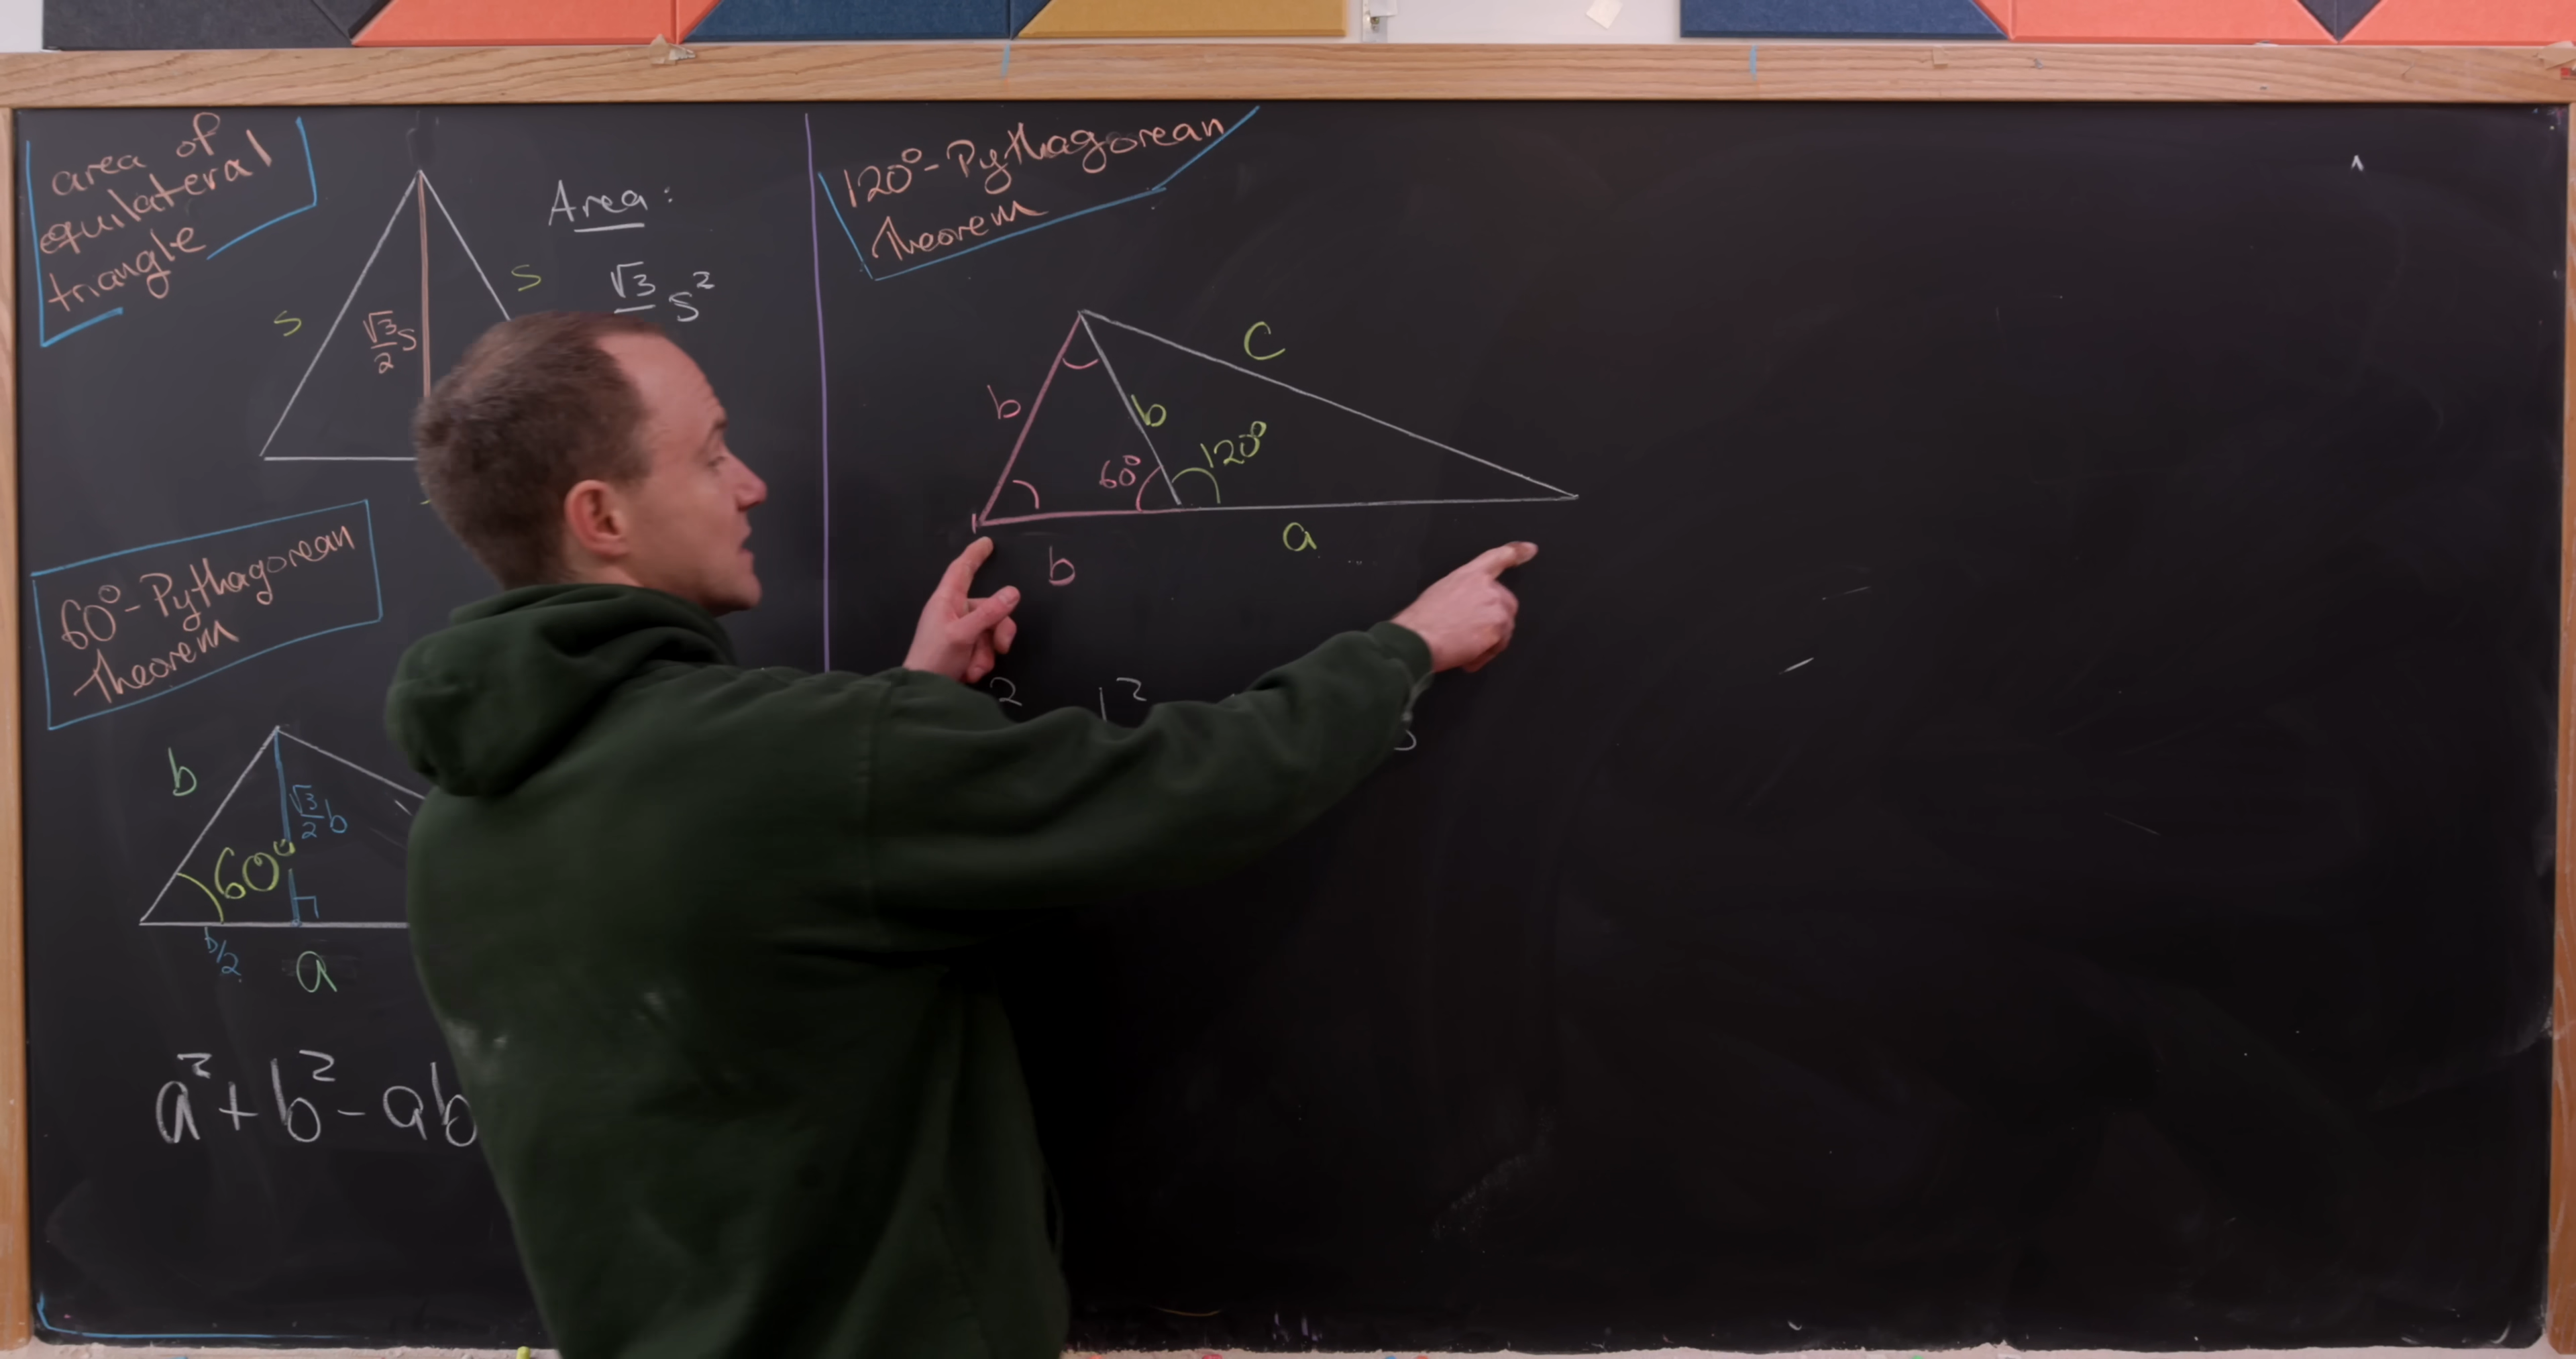 area of
equilateral
triangle
Area:
s
s
√3/2 s
√3
s²
60°-Pythagorean
Theorem
b
√3/2 b
60°
b/2
a
a²+b²-ab
120°-Pythagorean
Theorem
c
b
b
60°
120°
a
b
2
2